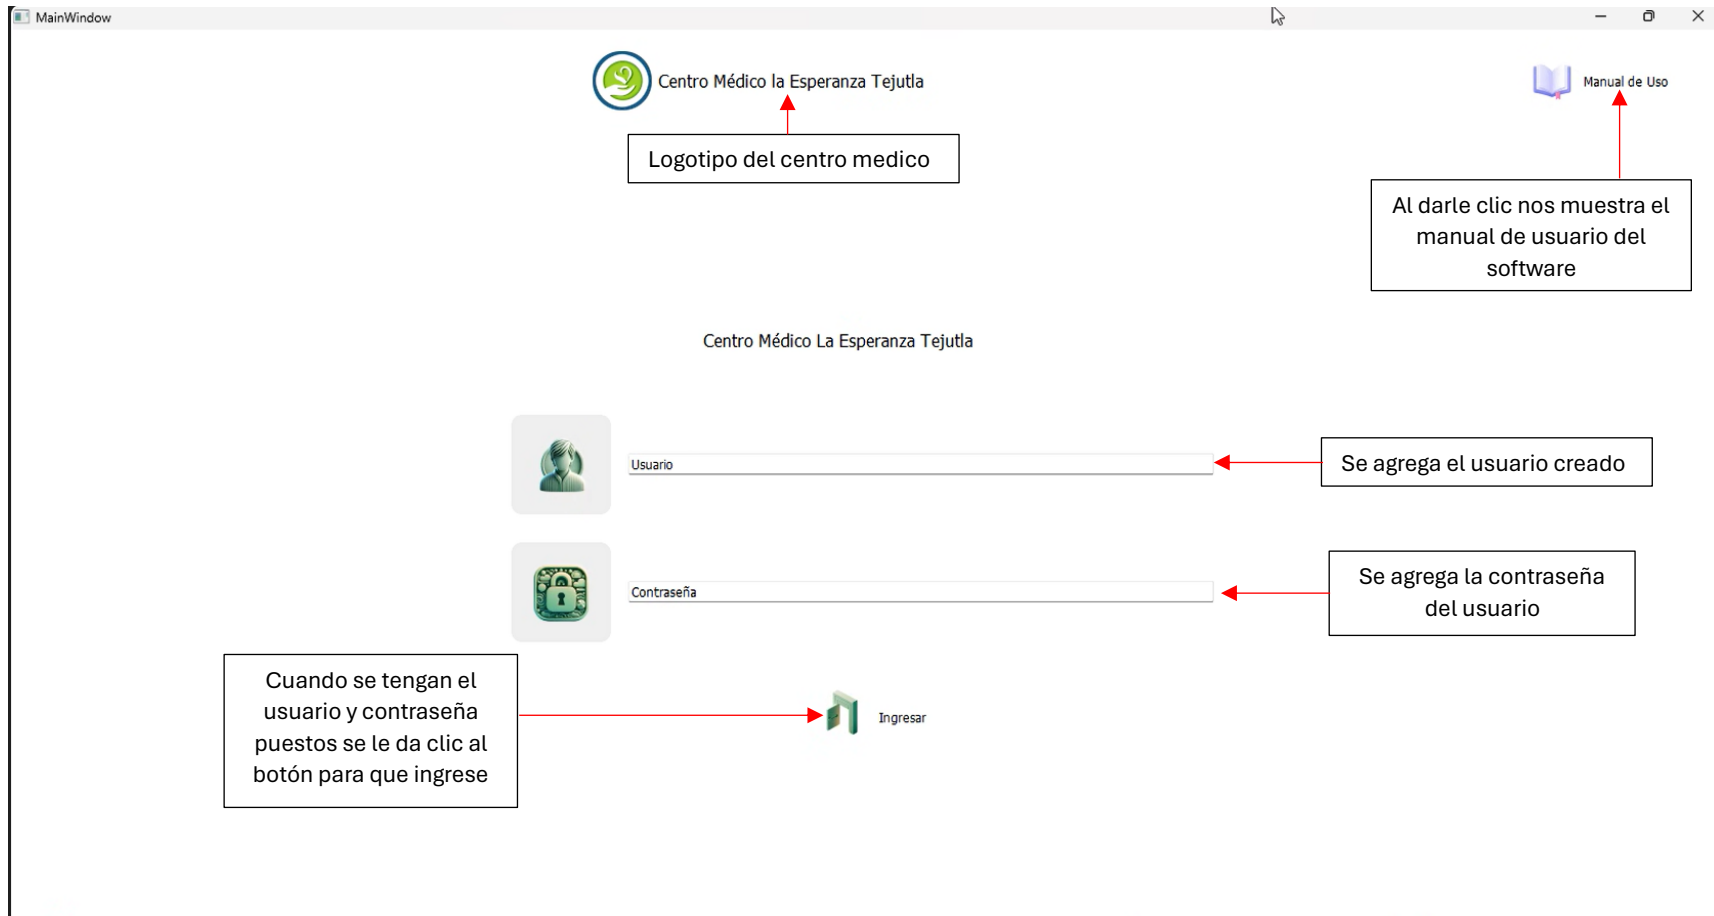 MainWindow
Centro Médico la Esperanza Tejutla
Manual de Uso
Logotipo del centro medico
Al darle clic nos muestra el
manual de usuario del
software
Centro Médico La Esperanza Tejutla
Usuario
Se agrega el usuario creado
Contraseña
Se agrega la contraseña
del usuario
Cuando se tengan el
usuario y contraseña
puestos se le da clic al
botón para que ingrese
Ingresar